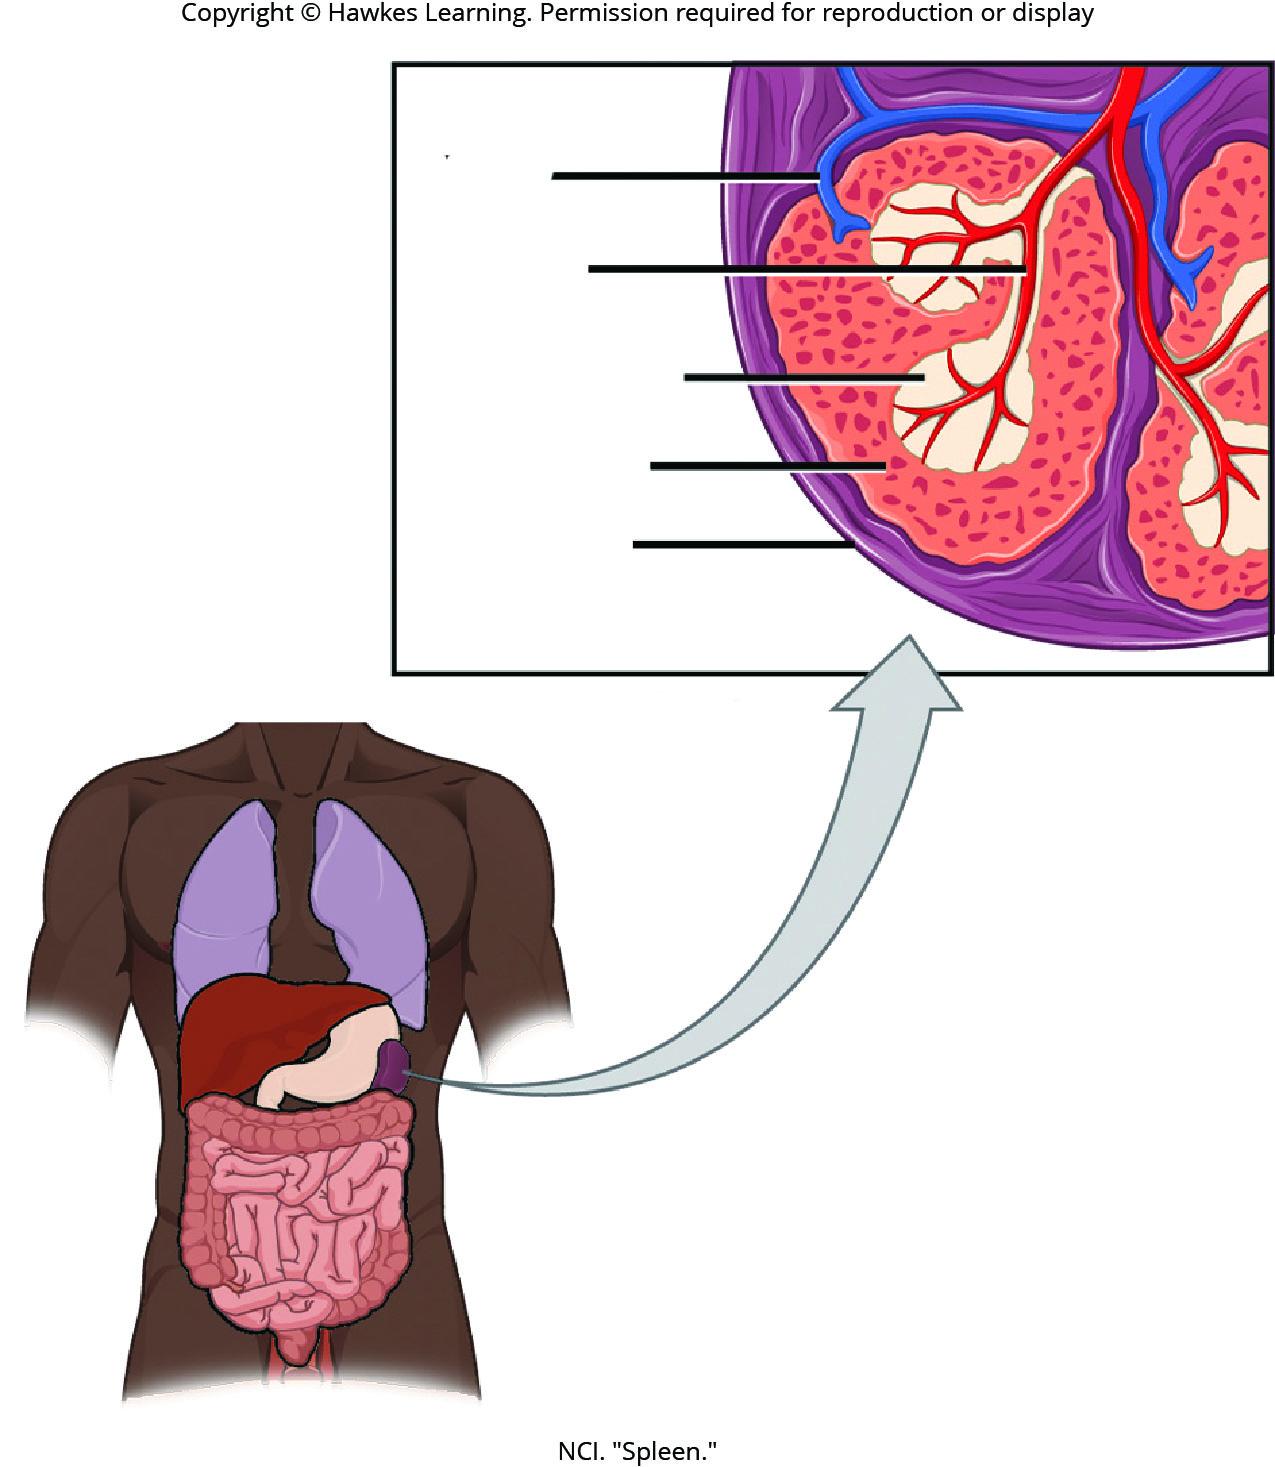 Copyright © Hawkes Learning. Permission required for reproduction or display
NCI. "Spleen."